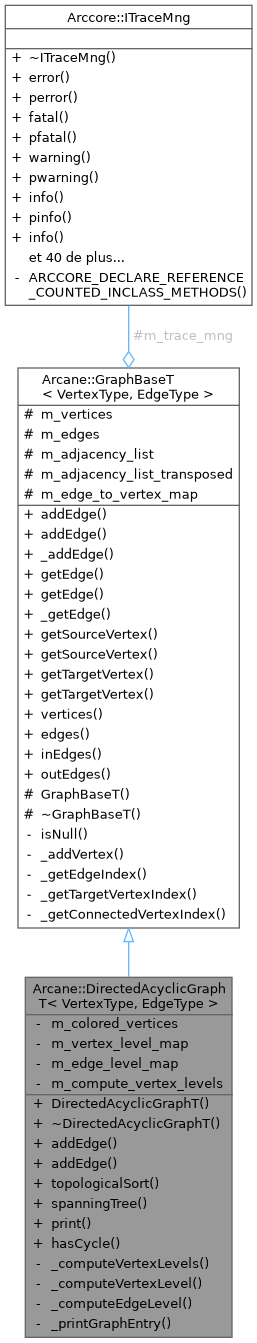 Arccore::ITraceMng
+ ~ITraceMng()
+ error()
+ perror()
+ fatal()
+ pfatal()
+ warning()
+ pwarning()
+ info()
+ pinfo()
+ info()
et 40 de plus...
- ARCCORE_DECLARE_REFERENCE
_COUNTED_INCLASS_METHODS()
#m_trace_mng
Arcane::GraphBaseT
< VertexType, EdgeType >
# m_vertices
# m_edges
# m_adjacency_list
# m_adjacency_list_transposed
# m_edge_to_vertex_map
+ addEdge()
+ addEdge()
+ _addEdge()
+ getEdge()
+ getEdge()
+ _getEdge()
+ getSourceVertex()
+ getSourceVertex()
+ getTargetVertex()
+ getTargetVertex()
+ vertices()
+ edges()
+ inEdges()
+ outEdges()
# GraphBaseT()
# ~GraphBaseT()
- isNull()
- _addVertex()
- _getEdgeIndex()
- _getTargetVertexIndex()
- _getConnectedVertexIndex()
Arcane::DirectedAcyclicGraph
T< VertexType, EdgeType >
- m_colored_vertices
- m_vertex_level_map
- m_edge_level_map
- m_compute_vertex_levels
+ DirectedAcyclicGraphT()
+ ~DirectedAcyclicGraphT()
+ addEdge()
+ addEdge()
+ topologicalSort()
+ spanningTree()
+ print()
+ hasCycle()
- _computeVertexLevels()
- _computeVertexLevel()
- _computeEdgeLevel()
- _printGraphEntry()